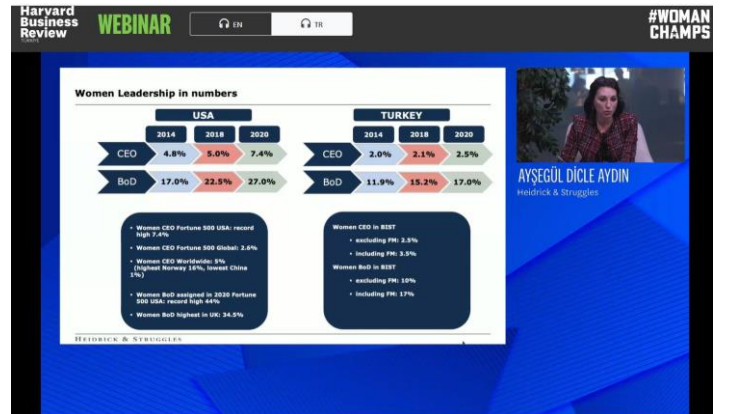 Harvard
Business
Review
WEBINAR
EN
TR
#WOMAN
CHAMPS
Women Leadership in numbers
USA
2014 2018 2020
CEO 4.8% 5.0% 7.4%
BoD 17.0% 22.5% 27.0%
• Women CEO Fortune 500 USA: record
high 7.4%
• Women CEO Fortune 500 Global: 2.6%
• Women CEO Worldwide: 5%
(highest Norway 16%, lowest China
1%)
• Women BoD assigned in 2020 Fortune
500 USA: record high 44%
• Women BoD highest in UK: 34.5%
TURKEY
2014 2018 2020
CEO 2.0% 2.1% 2.5%
BoD 11.9% 15.2% 17.0%
Women CEO in BIST
• excluding FM: 2.5%
• including FM: 3.5%
Women BoD in BIST
• excluding FM: 10%
• including FM: 17%
HEIDRICK & STRUGGLES
AYŞEGÜL DİCLE AYDIN
Heidrick & Struggles